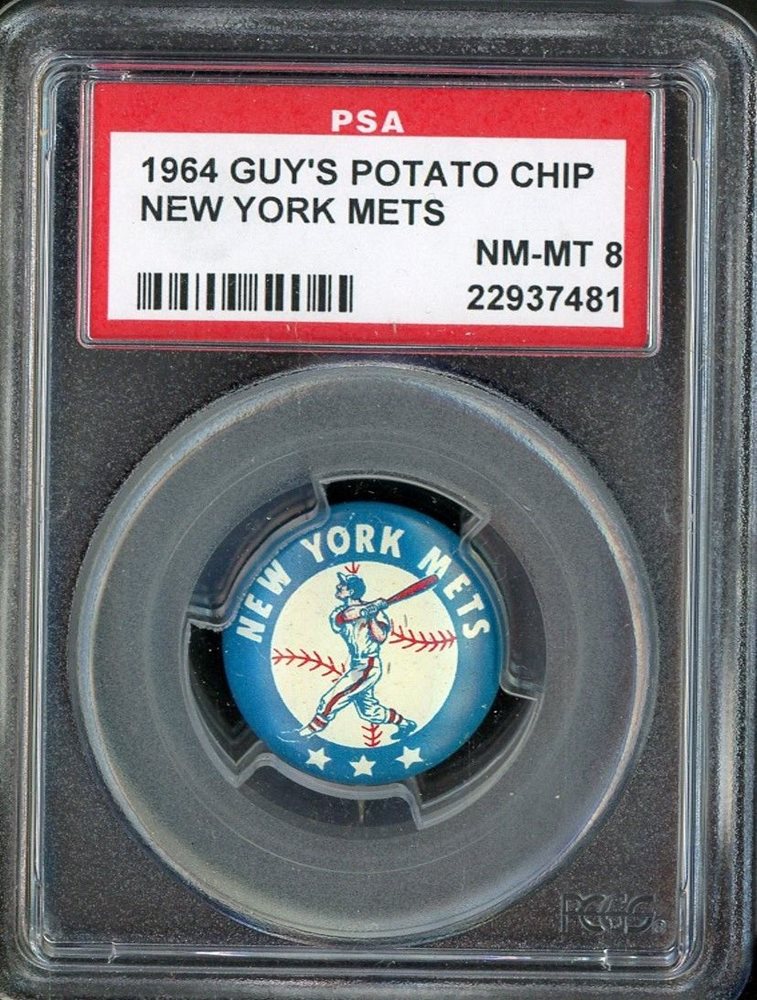 PSA
1964 GUY'S POTATO CHIP
NEW YORK METS
NM-MT 8
22937481
NEW YORK METS
PCGS